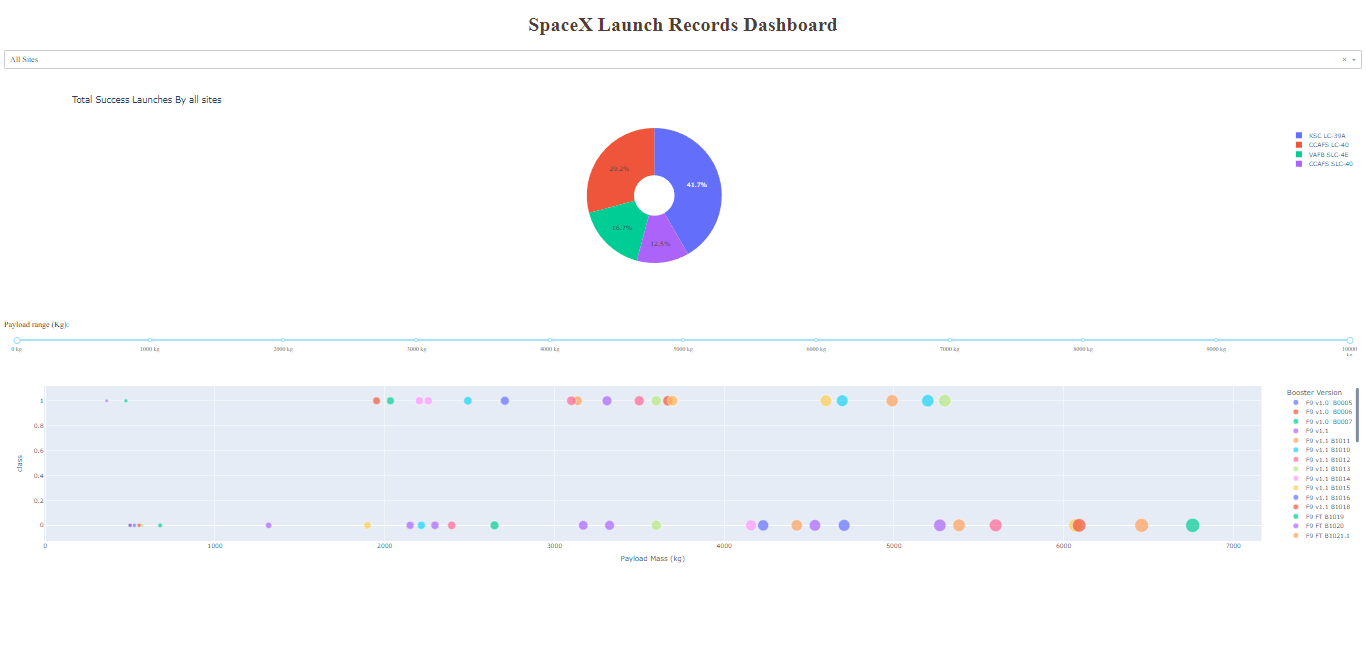 SpaceX Launch Records Dashboard
All Sites
Total Success Launches By all sites
KSC LC-39A
CCAFS LC-40
VAFB SLC-4E
CCAFS SLC-40
29.2%
41.7%
16.7%
12.5%
Payload range (Kg):
0 kg
1000 kg
2000 kg
3000 kg
4000 kg
5000 kg
6000 kg
7000 kg
8000 kg
9000 kg
10000
Booster Version
F9 v1.0 B0005
F9 v1.0 B0006
F9 v1.0 B0007
F9 v1.1
F9 v1.1 B1011
F9 v1.1 B1010
F9 v1.1 B1012
F9 v1.1 B1013
F9 v1.1 B1014
F9 v1.1 B1015
F9 v1.1 B1016
F9 v1.1 B1018
F9 FT B1019
F9 FT B1020
F9 FT B1021.1
1
0.8
0.6
0.4
0.2
0
class
0
1000
2000
3000
4000
5000
6000
7000
Payload Mass (kg)